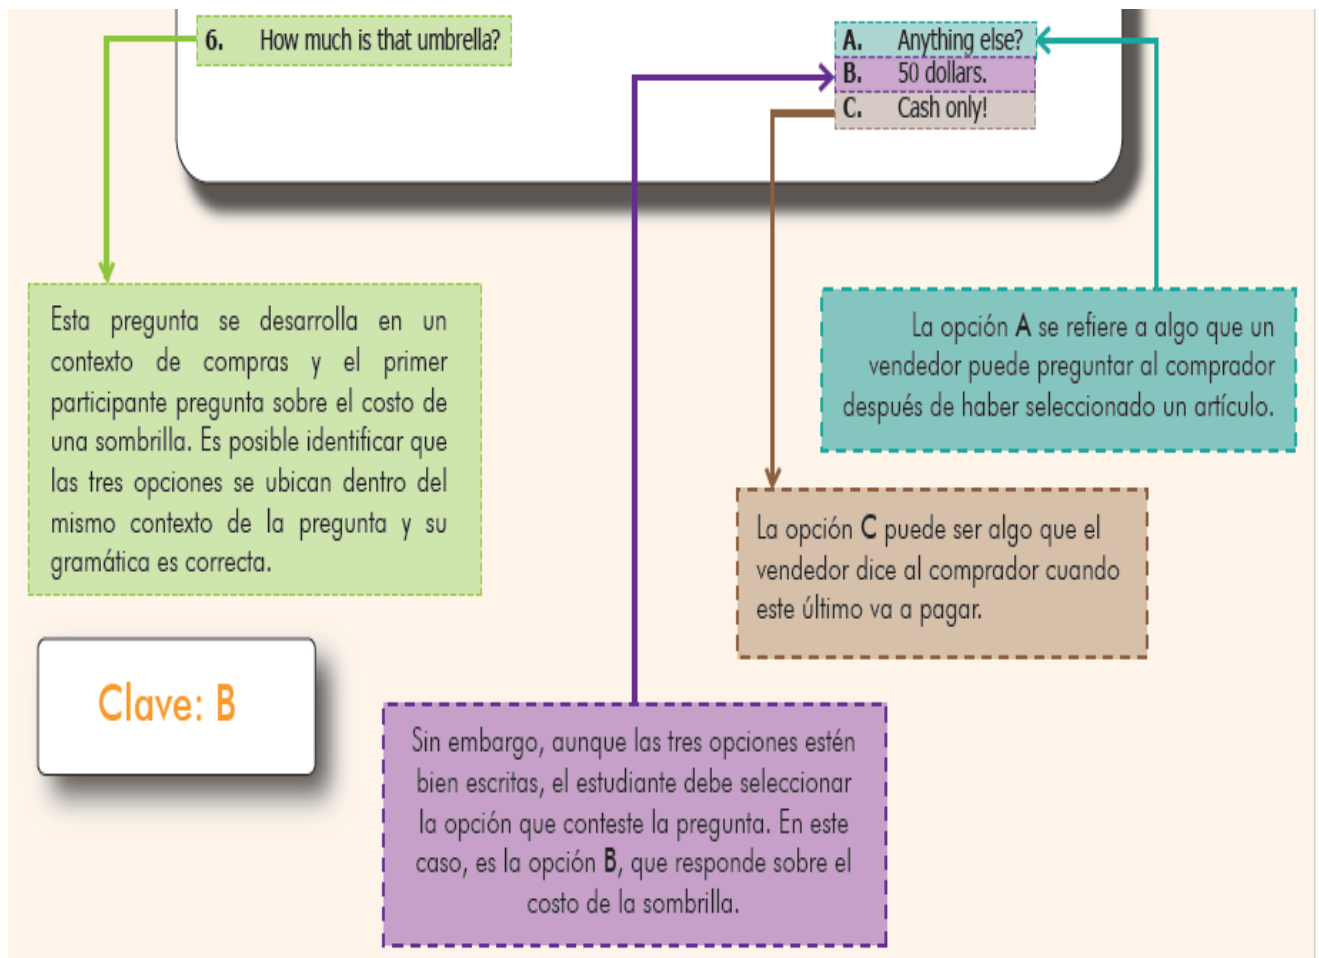 6. How much is that umbrella?
A. Anything else?
B. 50 dollars.
C. Cash only!
Esta pregunta se desarrolla en un
contexto de compras y el primer
participante pregunta sobre el costo de
una sombrilla. Es posible identificar que
las tres opciones se ubican dentro del
mismo contexto de la pregunta y su
gramática es correcta.
La opción A se refiere a algo que un
vendedor puede preguntar al comprador
después de haber seleccionado un artículo.
La opción C puede ser algo que el
vendedor dice al comprador cuando
este último va a pagar.
Clave: B
Sin embargo, aunque las tres opciones estén
bien escritas, el estudiante debe seleccionar
la opción que conteste la pregunta. En este
caso, es la opción B, que responde sobre el
costo de la sombrilla.